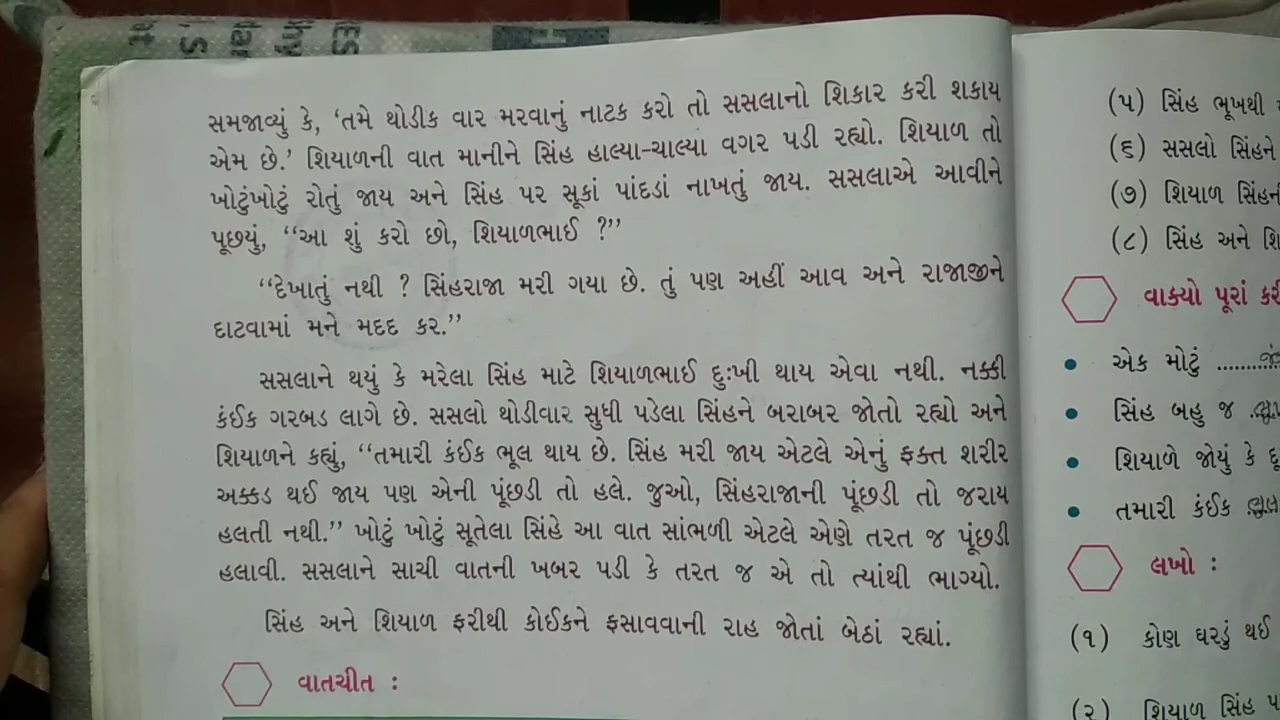 સમજાવ્યું કે, ‘તમે થોડીક વાર મરવાનું નાટક કરો તો સસલાનો શિકાર કરી શકાય
એમ છે.’ શિયાળની વાત માનીને સિંહ હાલ્યા-ચાલ્યા વગર પડી રહ્યો. શિયાળ તો
ખોટુંખોટું રોતું જાય અને સિંહ પર સૂકાં પાંદડાં નાખતું જાય. સસલાએ આવીને
પૂછયું, “આ શું કરો છો, શિયાળભાઈ ?”
“દેખાતું નથી ? સિંહરાજા મરી ગયા છે. તું પણ અહીં આવ અને રાજાજીને
દાટવામાં મને મદદ કર.”
સસલાને થયું કે મરેલા સિંહ માટે શિયાળભાઈ દુઃખી થાય એવા નથી. નક્કી
કંઈક ગરબડ લાગે છે. સસલો થોડીવાર સુધી પડેલા સિંહને બરાબર જોતો રહ્યો અને
શિયાળને કહ્યું, “તમારી કંઈક ભૂલ થાય છે. સિંહ મરી જાય એટલે એનું ફક્ત શરીર
અક્કડ થઈ જાય પણ એની પૂંછડી તો હલે. જુઓ, સિંહરાજાની પૂંછડી તો જરાય
હલતી નથી.” ખોટું ખોટું સૂતેલા સિંહે આ વાત સાંભળી એટલે એણે તરત જ પૂંછડી
હલાવી. સસલાને સાચી વાતની ખબર પડી કે તરત જ એ તો ત્યાંથી ભાગ્યો.
સિંહ અને શિયાળ ફરીથી કોઈકને ફસાવવાની રાહ જોતાં બેઠાં રહ્યાં.
વાતચીત :
(૫) સિંહ ભૂખથી
(૬) સસલો સિંહને
(૭) શિયાળ
(૮) સિંહ અને
વાક્યો પૂરાં
• એક મોટું ..........
• સિંહ બહુ જ
• શિયાળે જોયું કે
• તમારી કંઈક
લખો :
(૧) કોણ ઘરડું થઈ
(૨) શિયાળ સિંહ